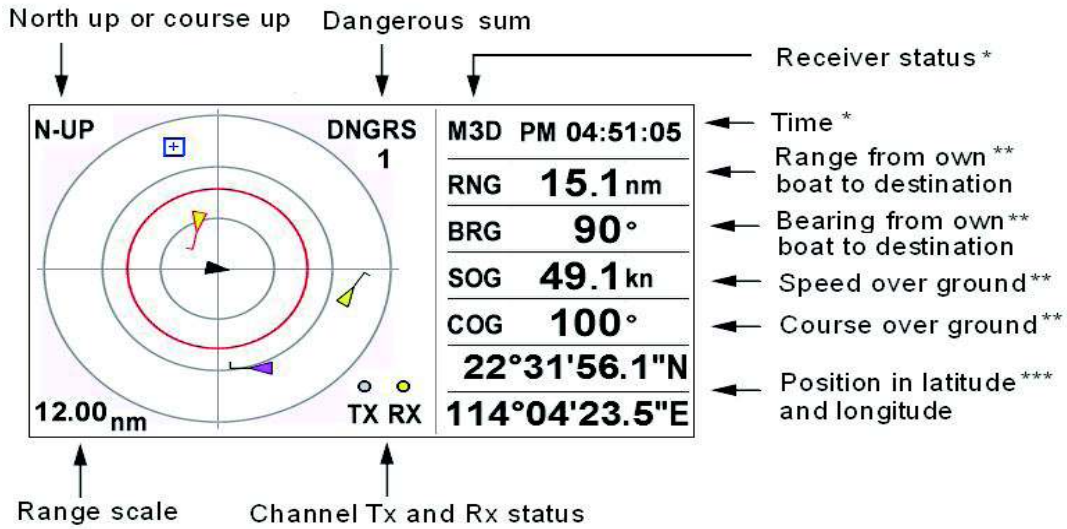 North up or course up
Dangerous sum
Receiver status *
N-UP
DNGRS
1
M3D PM 04:51:05
Time *
RNG 15.1 nm
Range from own **
boat to destination
BRG 90°
Bearing from own **
boat to destination
SOG 49.1 kn
Speed over ground **
COG 100°
Course over ground **
22°31'56.1"N
114°04'23.5"E
Position in latitude ***
and longitude
12.00 nm
TX RX
Range scale
Channel Tx and Rx status